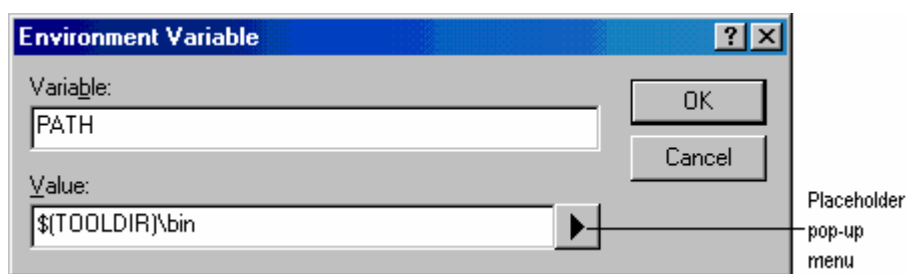 Environment Variable
Variable:
OK
PATH
Cancel
Value:
$(TOOLDIR)\bin
Placeholder
pop-up
menu